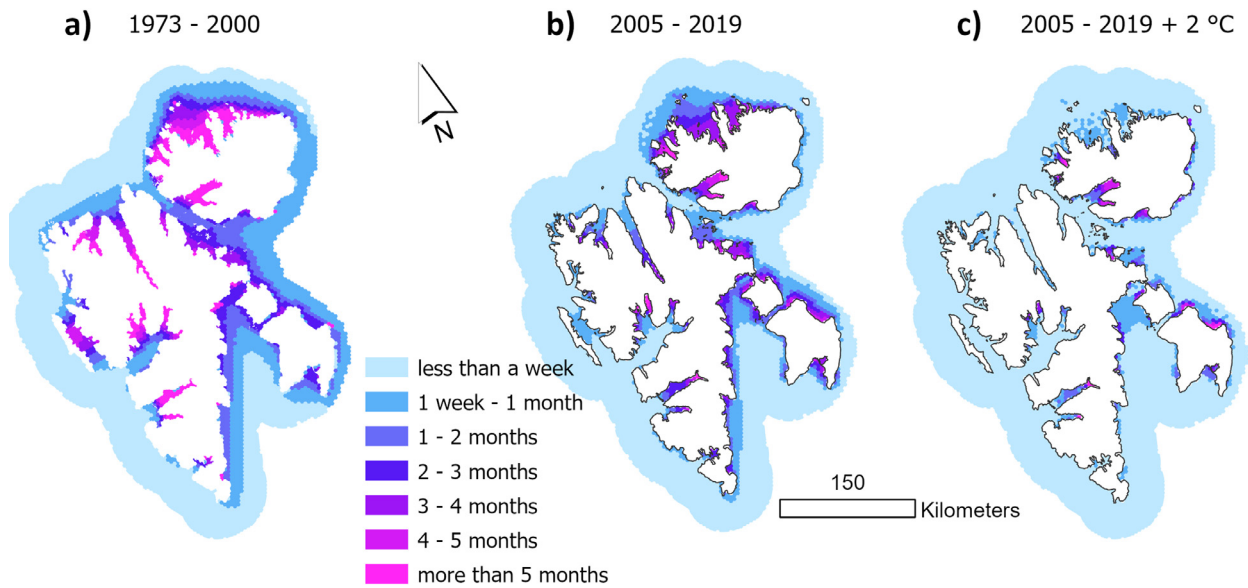 a) 1973 - 2000
b) 2005 - 2019
c) 2005 - 2019 + 2 °C
N
less than a week
1 week - 1 month
1 - 2 months
2 - 3 months
3 - 4 months
4 - 5 months
more than 5 months
150
Kilometers